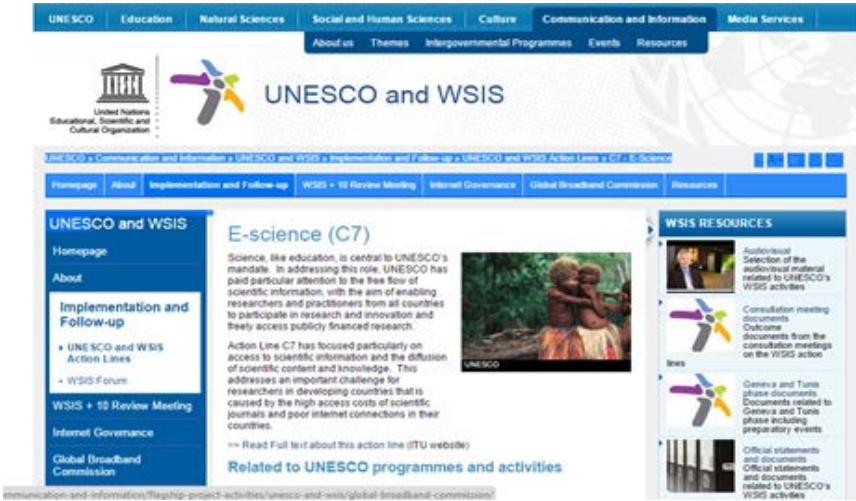 UNESCO Education Natural Sciences Social and Human Sciences Culture Communication and Information Media Services
About us Themes Intergovernmental Programmes Events Resources
United Nations
Educational, Scientific and
Cultural Organization
UNESCO and WSIS
UNESCO » Communication and Information » UNESCO and WSIS » Implementation and Follow-up » UNESCO and WSIS Action Lines » C7 - E-Science
Homepage About Implementation and Follow-up WSIS + 10 Review Meeting Internet Governance Global Broadband Commission Resources
UNESCO and WSIS
Homepage
About
Implementation and
Follow-up
UNESCO and WSIS
Action Lines
WSIS Forum
WSIS + 10 Review Meeting
Internet Governance
Global Broadband
Commission
E-science (C7)
Science, like education, is central to UNESCO's
mandate. In addressing this role, UNESCO has
paid particular attention to the free flow of
scientific information, with the aim of enabling
researchers and practitioners from all countries
to participate in research and innovation and
freely access publicly financed research.
UNESCO
Action Line C7 has focused particularly on
access to scientific information and the diffusion
of scientific content and knowledge. This
addresses an important challenge for
researchers in developing countries that is
caused by the high access costs of scientific
journals and poor internet connections in their
countries.
>> Read Full text about this action line (ITU website)
Related to UNESCO programmes and activities
WSIS RESOURCES
Audiovisual
Selection of the
audiovisual material
related to UNESCO's
WSIS activities
Consultation meeting
documents
Outcome
documents from the
consultation meetings
on the WSIS action
lines
Geneva and Tunis
phase documents
Documents related to
Geneva and Tunis
phase including
preparatory events
Official statements
and documents
Official statements
and documents
related to UNESCO's
WSIS activities
mmunication-and-information/flagship-project-activities/unesco-and-wsis/global-broadband-commission/